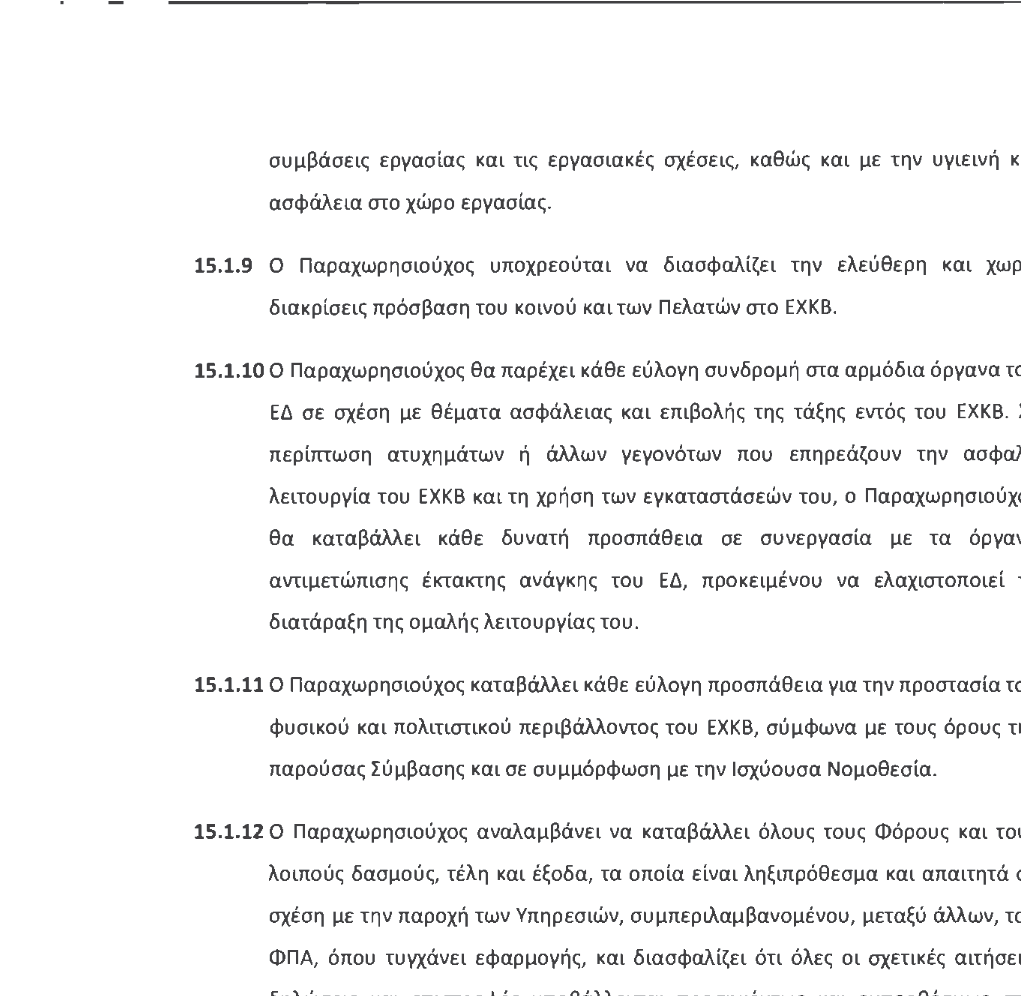 συμβάσεις εργασίας και τις εργασιακές σχέσεις, καθώς και με την υγιεινή κ
ασφάλεια στο χώρο εργασίας.
15.1.9 Ο Παραχωρησιούχος υποχρεούται να διασφαλίζει την ελεύθερη και χωρ
διακρίσεις πρόσβαση του κοινού και των Πελατών στο ΕΧΚΒ.
15.1.10 Ο Παραχωρησιούχος θα παρέχει κάθε εύλογη συνδρομή στα αρμόδια όργανα το
ΕΔ σε σχέση με θέματα ασφάλειας και επιβολής της τάξης εντός του ΕΧΚΒ. Σ
περίπτωση ατυχημάτων ή άλλων γεγονότων που επηρεάζουν την ασφαλ
λειτουργία του ΕΧΚΒ και τη χρήση των εγκαταστάσεών του, ο Παραχωρησιούχο
θα καταβάλλει κάθε δυνατή προσπάθεια σε συνεργασία με τα όργαν
αντιμετώπισης έκτακτης ανάγκης του ΕΔ, προκειμένου να ελαχιστοποιεί τ
διατάραξη της ομαλής λειτουργίας του.
15.1.11 Ο Παραχωρησιούχος καταβάλλει κάθε εύλογη προσπάθεια για την προστασία το
φυσικού και πολιτιστικού περιβάλλοντος του ΕΧΚΒ, σύμφωνα με τους όρους τη
παρούσας Σύμβασης και σε συμμόρφωση με την Ισχύουσα Νομοθεσία.
15.1.12 Ο Παραχωρησιούχος αναλαμβάνει να καταβάλλει όλους τους Φόρους και του
λοιπούς δασμούς, τέλη και έξοδα, τα οποία είναι ληξιπρόθεσμα και απαιτητά σ
σχέση με την παροχή των Υπηρεσιών, συμπεριλαμβανομένου, μεταξύ άλλων, το
ΦΠΑ, όπου τυγχάνει εφαρμογής, και διασφαλίζει ότι όλες οι σχετικές αιτήσει